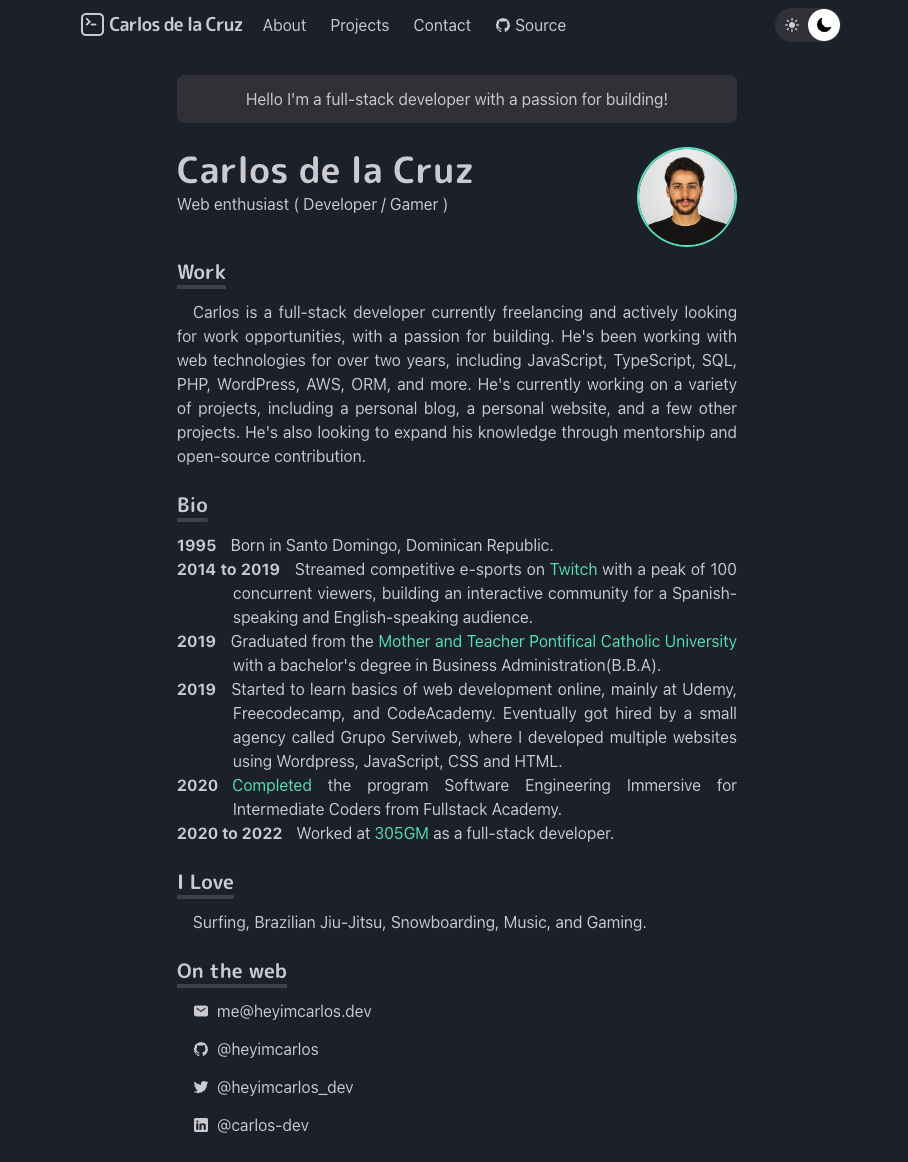 Carlos de la Cruz About Projects Contact Source
Hello I'm a full-stack developer with a passion for building!
Carlos de la Cruz
Web enthusiast ( Developer / Gamer )
Work
Carlos is a full-stack developer currently freelancing and actively looking
for work opportunities, with a passion for building. He's been working with
web technologies for over two years, including JavaScript, TypeScript, SQL,
PHP, WordPress, AWS, ORM, and more. He's currently working on a variety
of projects, including a personal blog, a personal website, and a few other
projects. He's also looking to expand his knowledge through mentorship and
open-source contribution.
Bio
1995 Born in Santo Domingo, Dominican Republic.
2014 to 2019 Streamed competitive e-sports on Twitch with a peak of 100
concurrent viewers, building an interactive community for a Spanish-
speaking and English-speaking audience.
2019 Graduated from the Mother and Teacher Pontifical Catholic University
with a bachelor's degree in Business Administration(B.B.A).
2019 Started to learn basics of web development online, mainly at Udemy,
Freecodecamp, and CodeAcademy. Eventually got hired by a small
agency called Grupo Serviweb, where I developed multiple websites
using Wordpress, JavaScript, CSS and HTML.
2020 Completed the program Software Engineering Immersive for
Intermediate Coders from Fullstack Academy.
2020 to 2022 Worked at 305GM as a full-stack developer.
I Love
Surfing, Brazilian Jiu-Jitsu, Snowboarding, Music, and Gaming.
On the web
me@heyimcarlos.dev
@heyimcarlos
@heyimcarlos_dev
@carlos-dev